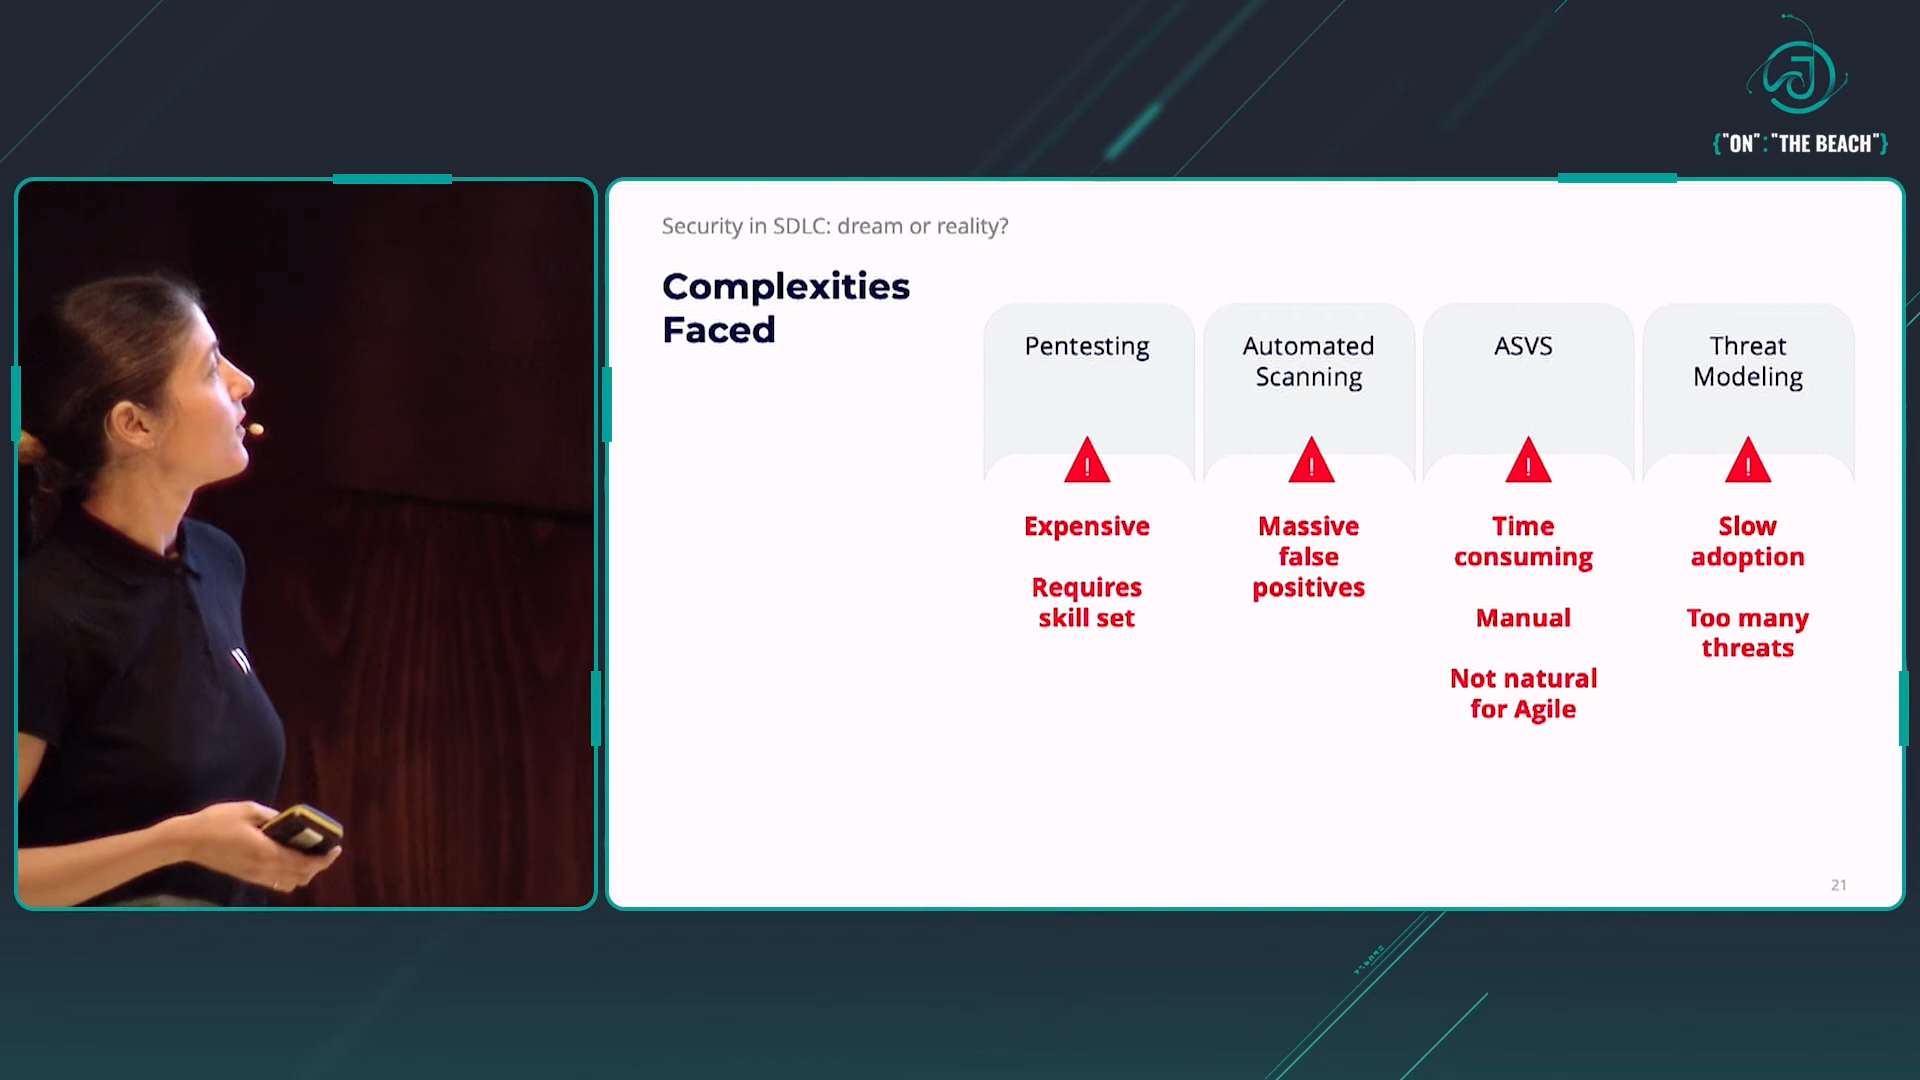 {"ON":"THE BEACH"}
Security in SDLC: dream or reality?
Complexities
Faced
Pentesting
Expensive
Requires
skill set
Automated
Scanning
Massive
false
positives
ASVS
Time
consuming
Manual
Not natural
for Agile
Threat
Modeling
Slow
adoption
Too many
threats
21